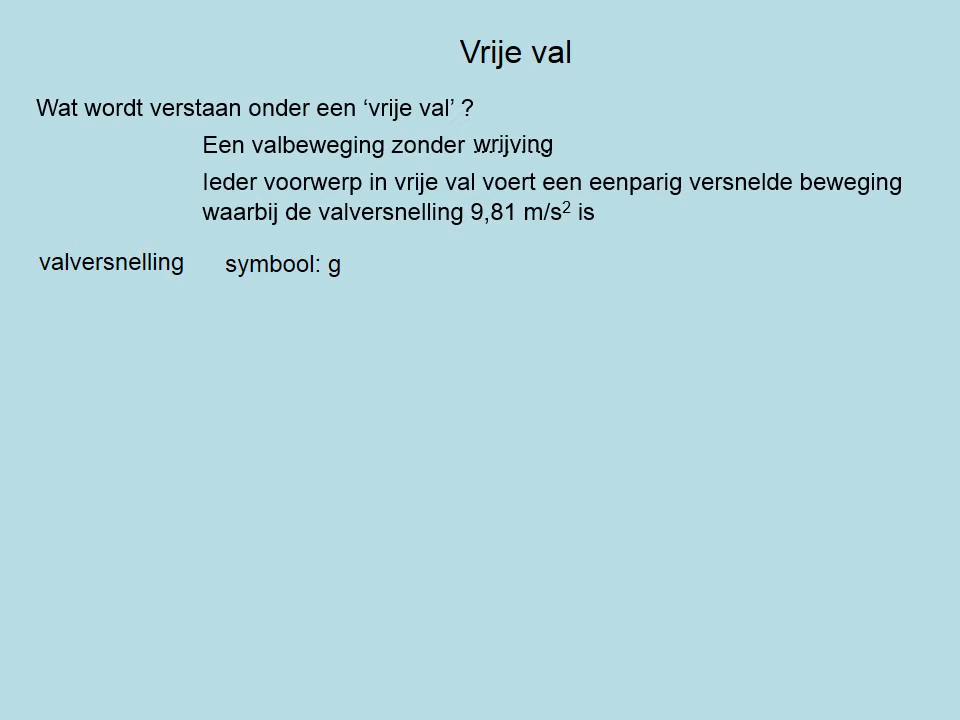 Vrije val
Wat wordt verstaan onder een ‘vrije val’ ?
Een valbeweging zonder wrijving
Ieder voorwerp in vrije val voert een eenparig versnelde beweging
waarbij de valversnelling 9,81 m/s² is
valversnelling symbool: g